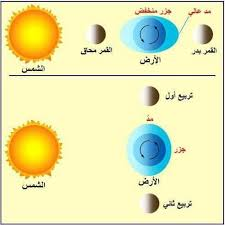 مد عالي
جزر منخفض
القمر بدر
الأرض
القمر محاق
الشمس
تربيع أول
مد
جزر
الأرض
الشمس
تربيع ثاني